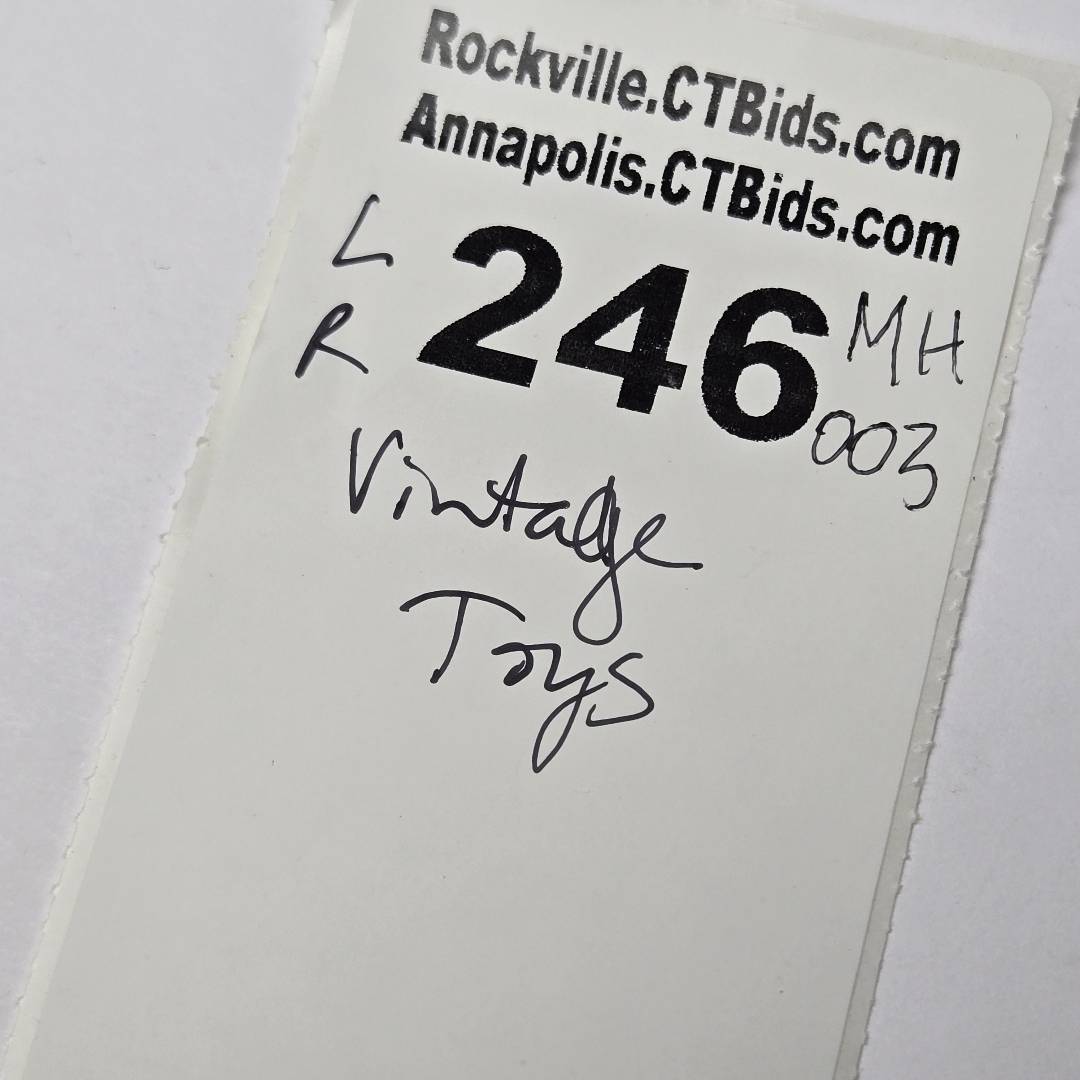 Rockville.CTBids.com
Annapolis.CTBids.com
L
R
246
MH
003
Vintage
Toys